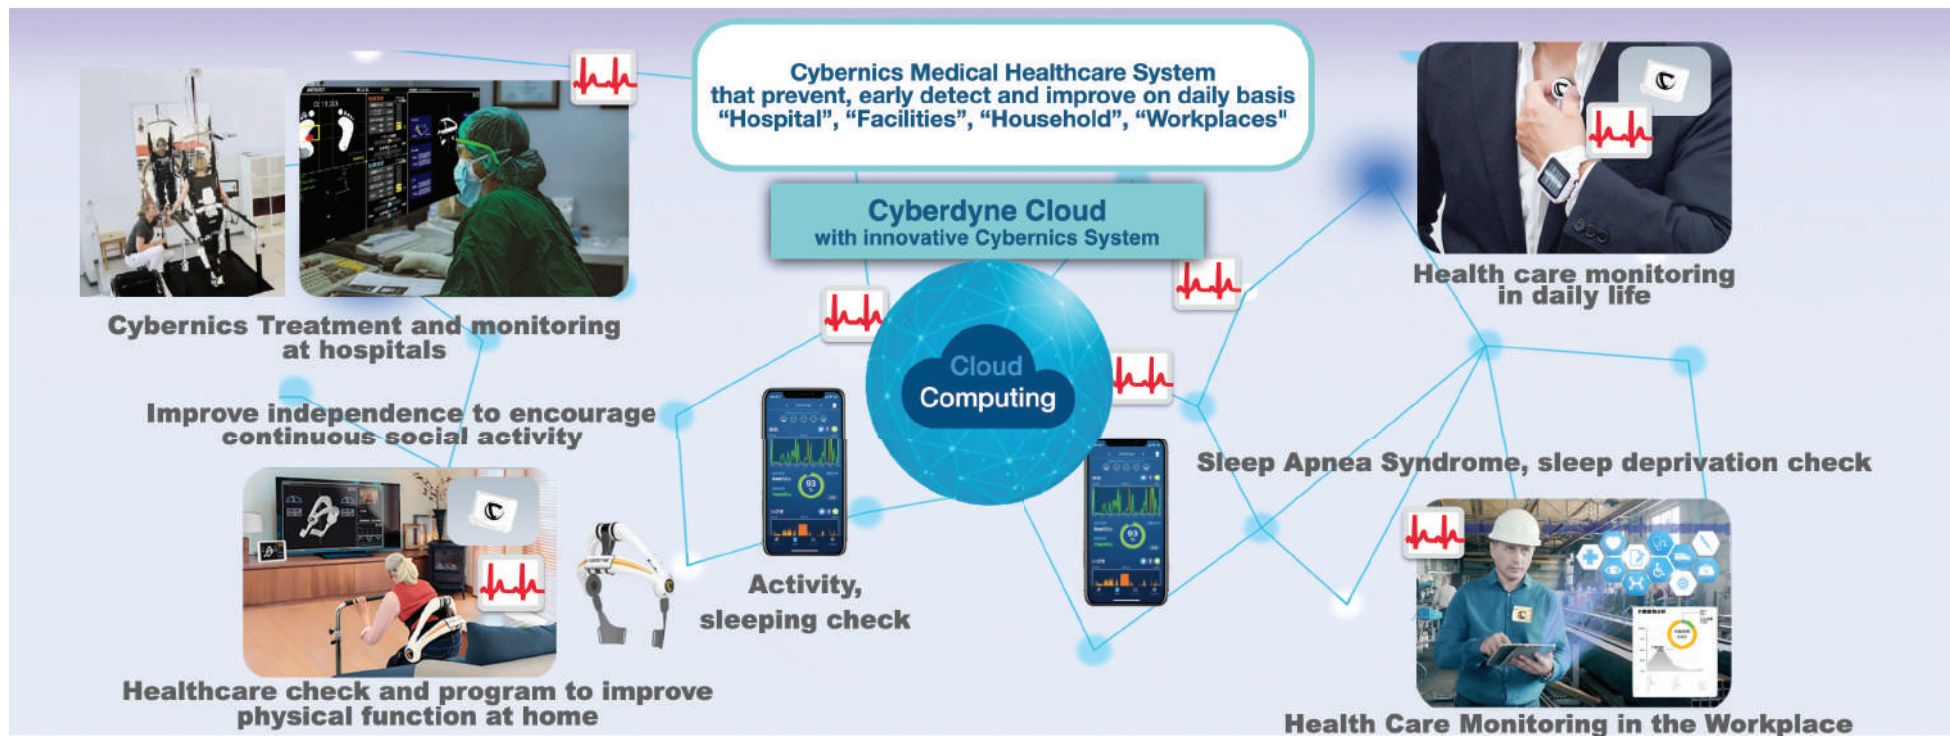 Cybernics Medical Healthcare System
that prevent, early detect and improve on daily basis
“Hospital”, “Facilities”, “Household”, “Workplaces"
Cyberdyne Cloud
with innovative Cybernics System
Cloud
Computing
Cybernics Treatment and monitoring
at hospitals
Improve independence to encourage
continuous social activity
Healthcare check and program to improve
physical function at home
Activity,
sleeping check
93
93
Health care monitoring
in daily life
Sleep Apnea Syndrome, sleep deprivation check
Health Care Monitoring in the Workplace